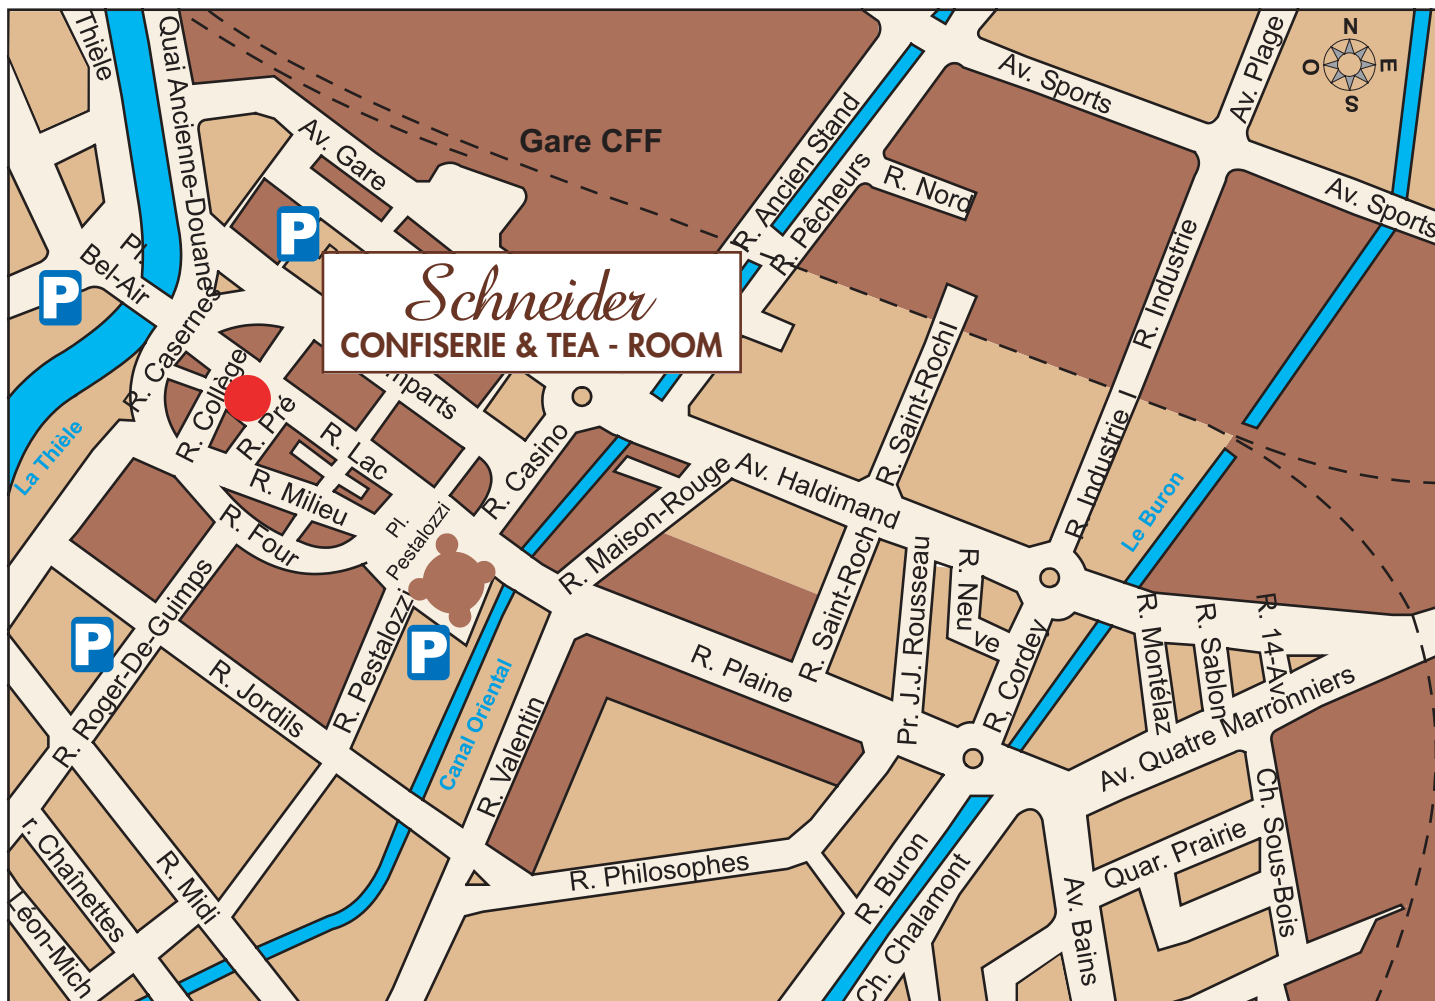 Thièle
Quai Ancienne-Douane
Av. Gare
Gare CFF
R. Ancien Stand
R. Pêcheurs
R. Nord
Av. Sports
Av. Plage
N
E
S
O
Av. Sports
Pl.
Bel-Air
P
P
Schneider
CONFISERIE & TEA - ROOM
R. Casernes
R. Collège
R. Pré
R. Lac
mparts
R. Casino
R. Milieu
R. Four
Pl.
Pestalozzi
La Thièle
R. Saint-Roch
R. Industrie
R. Industrie
Av. Haldimand
R. Maison-Rouge
Le Buron
R. Saint-Roch
Pr. J.J. Rousseau
R. Neu
ve
R. Cordey
R. Montélaz
R. Sablon
R. 14-Av.
Av. Quatre Marronniers
P
P
R. Roger-De-Guimps
R. Pestalozzi
R. Jordils
Canal Oriental
R. Valentin
R. Plaine
R. Philosophes
R. Buron
Ch. Chalamont
Av. Bains
Quar. Prairie
Ch. Sous-Bois
r. Chaînettes
R. Midi
Léon-Mich